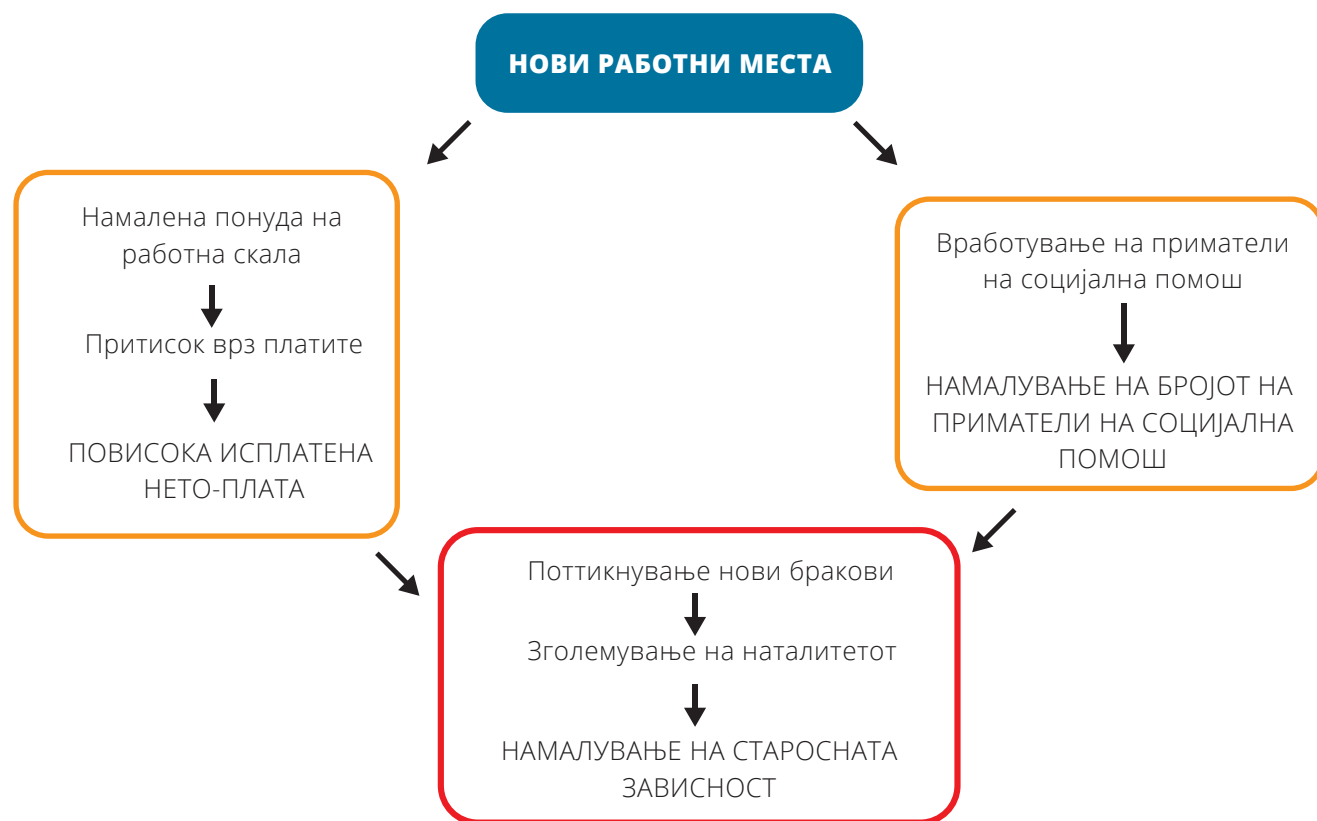 НОВИ РАБОТНИ МЕСТА
Намалена понуда на
работна скала
Притисок врз платите
ПОВИСОКА ИСПЛАТЕНА
НЕТО-ПЛАТА
Вработување на приматели
на социјална помош
НАМАЛУВАЊЕ НА БРОЈОТ НА
ПРИМАТЕЛИ НА СОЦИЈАЛНА
ПОМОШ
Поттикнување нови бракови
Зголемување на наталитетот
НАМАЛУВАЊЕ НА СТАРОСНАТА
ЗАВИСНОСТ